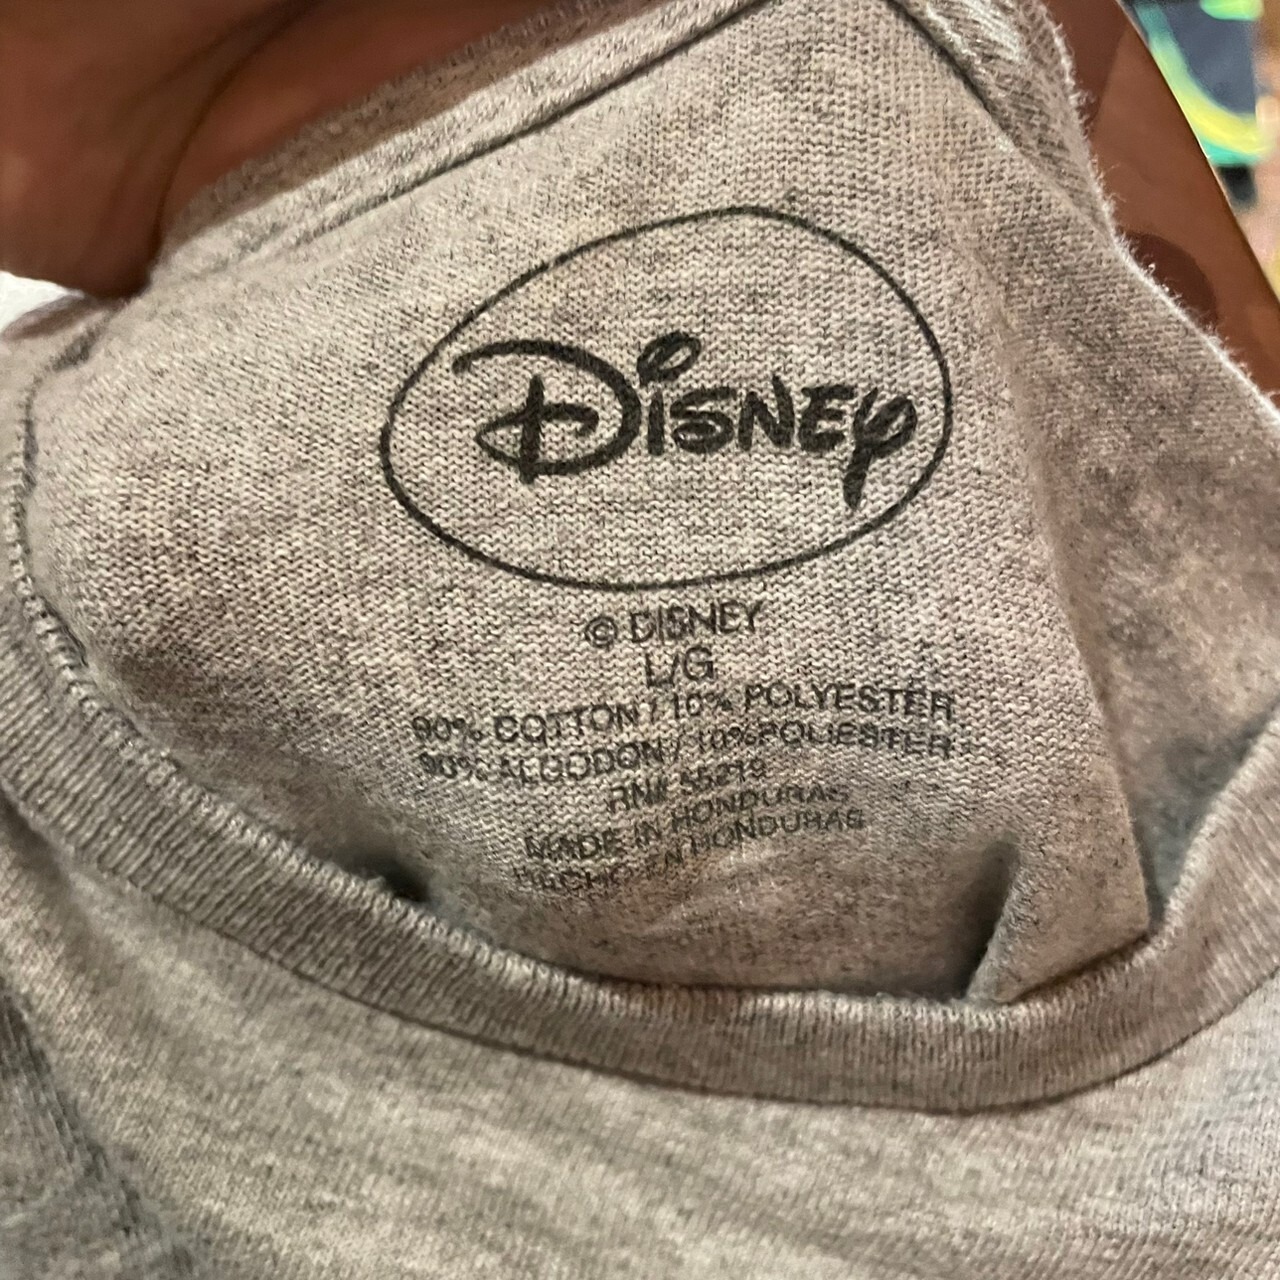 Disney
© DISNEY
L/G
90% COTTON / 10% POLYESTER
90% ALGODON / 10% POLIESTER
RN# 55219
MADE IN HONDURAS
HECHO EN HONDURAS